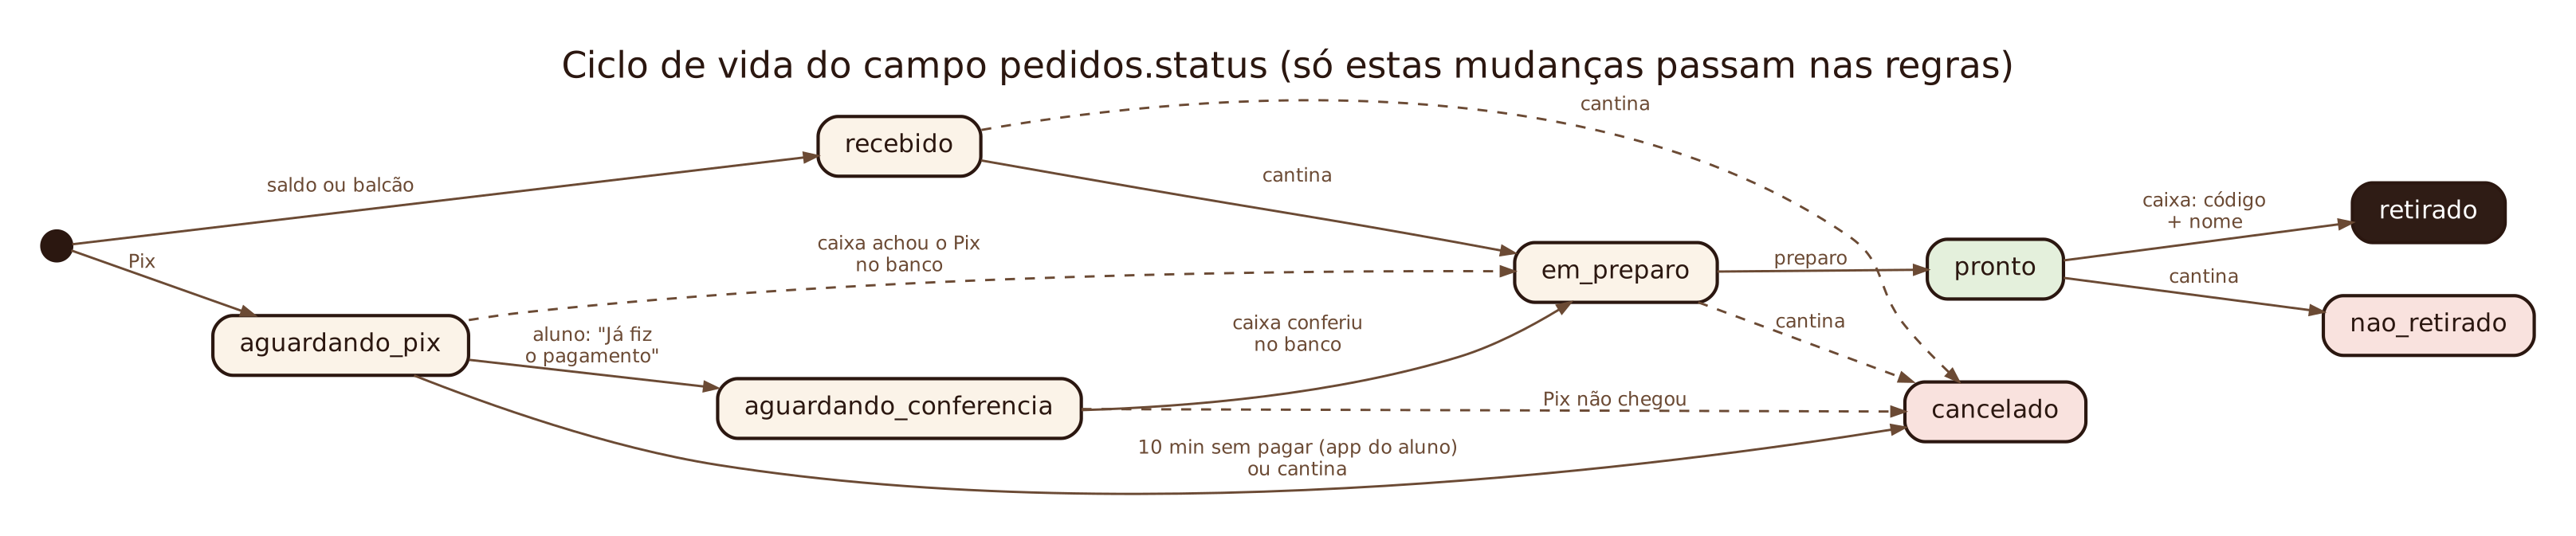 Ciclo de vida do campo pedidos.status (só estas mudanças passam nas regras)
cantina
recebido
saldo ou balcão
cantina
caixa: código
+ nome
retirado
caixa achou o Pix
no banco
Pix
em_preparo
preparo
pronto
cantina
aguardando_pix
aluno: "Já fiz
o pagamento"
caixa conferiu
no banco
cantina
nao_retirado
aguardando_conferencia
Pix não chegou
cancelado
10 min sem pagar (app do aluno)
ou cantina